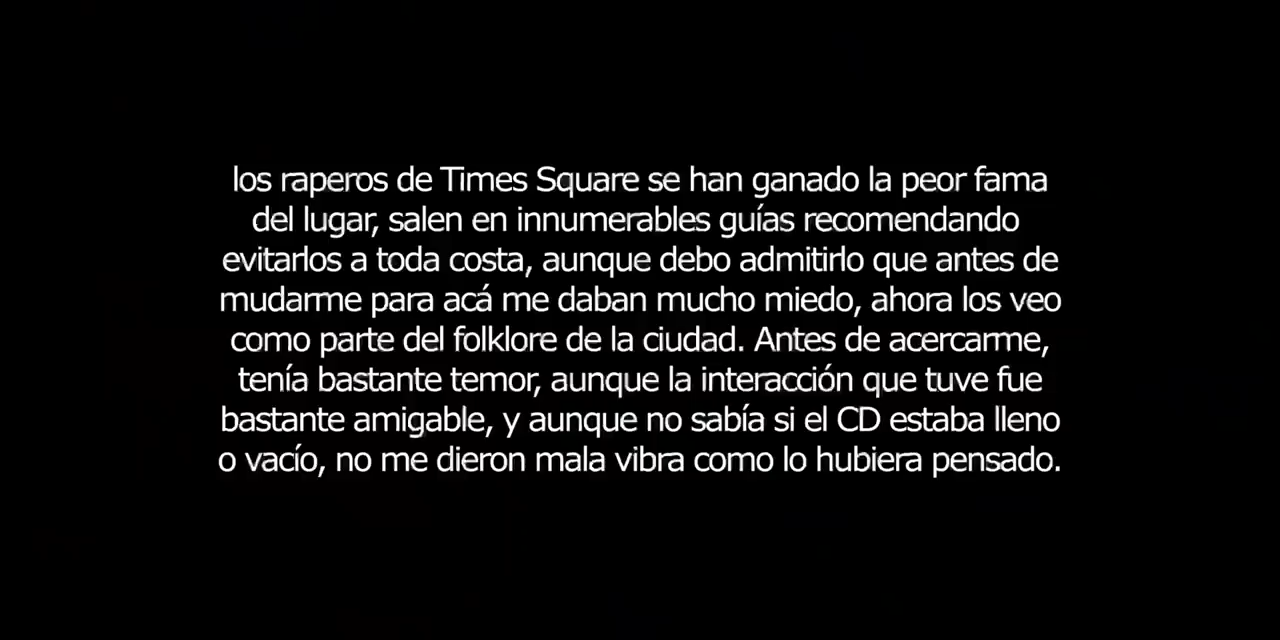 los raperos de Times Square se han ganado la peor fama
del lugar, salen en innumerables guías recomendando
evitarlos a toda costa, aunque debo admitirlo que antes de
mudarme para acá me daban mucho miedo, ahora los veo
como parte del folklore de la ciudad. Antes de acercarme,
tenía bastante temor, aunque la interacción que tuve fue
bastante amigable, y aunque no sabía si el CD estaba lleno
o vacío, no me dieron mala vibra como lo hubiera pensado.